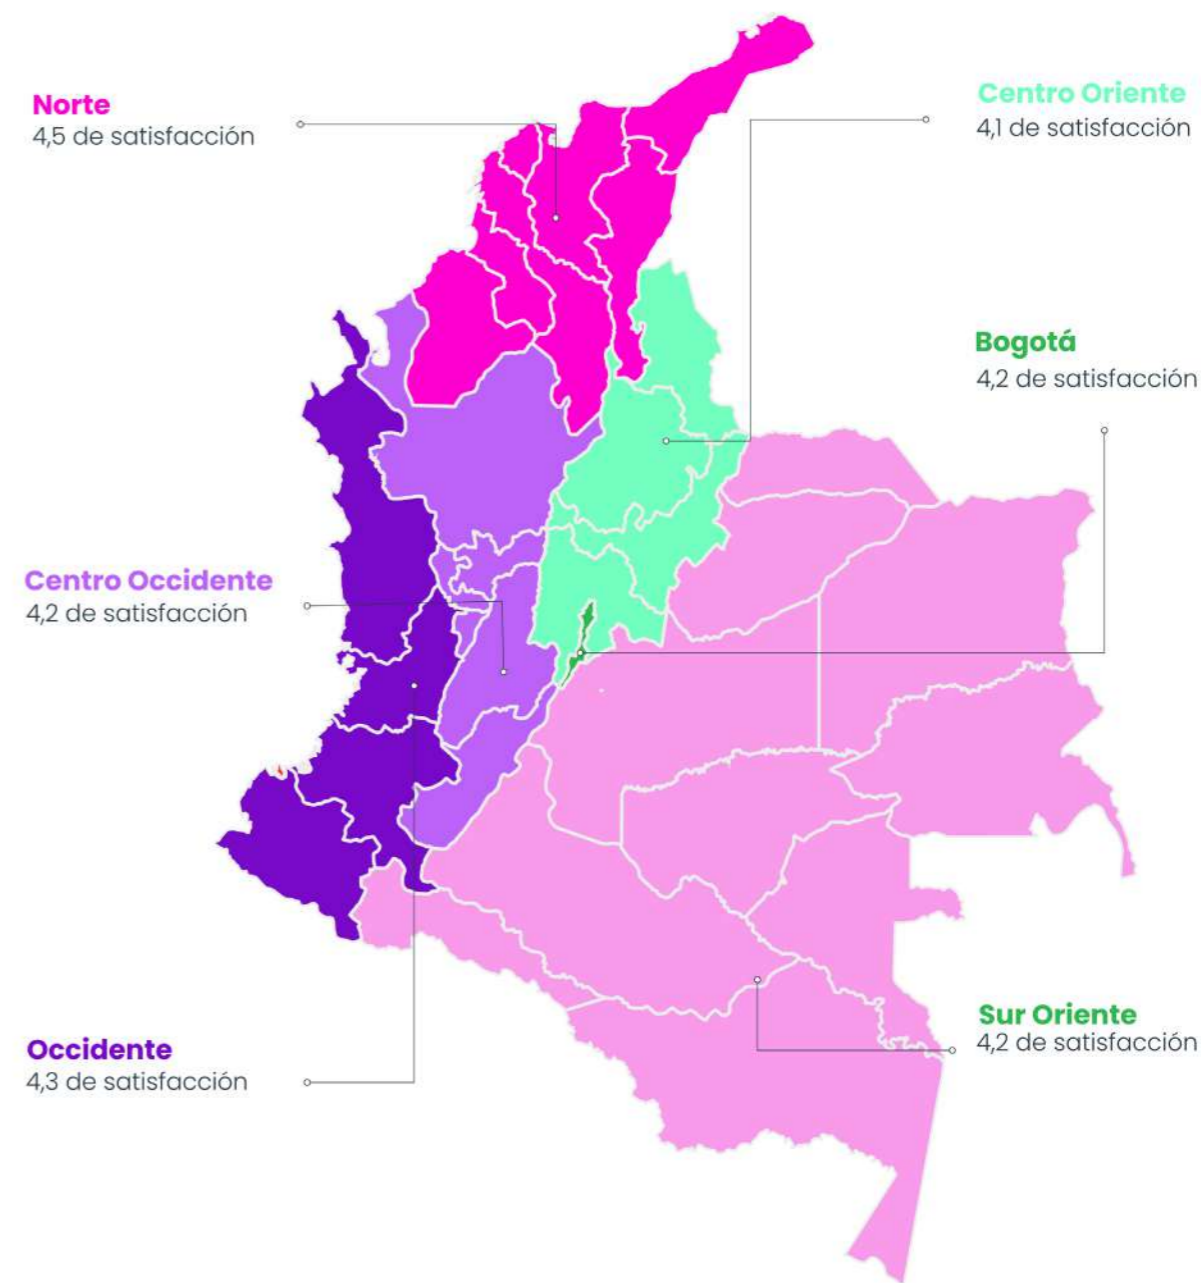 Norte
4,5 de satisfacción
Centro Oriente
4,1 de satisfacción
Bogotá
4,2 de satisfacción
Centro Occidente
4,2 de satisfacción
Sur Oriente
4,2 de satisfacción
Occidente
4,3 de satisfacción